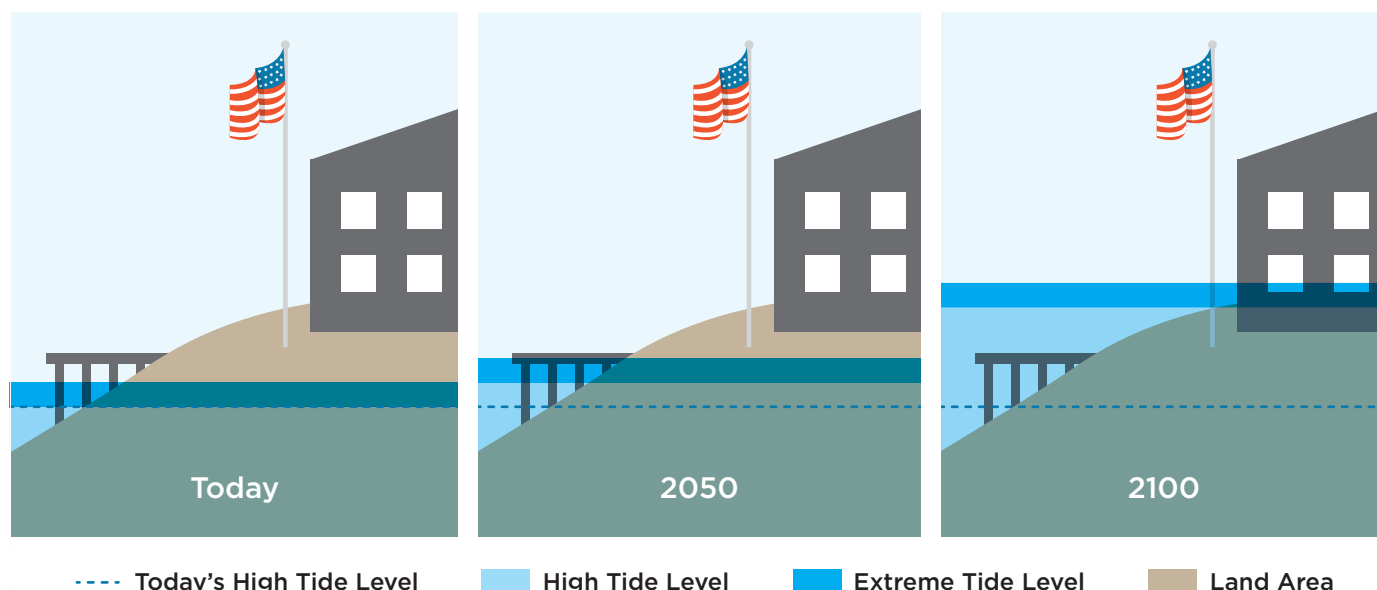 Today
2050
2100
Today's High Tide Level
High Tide Level
Extreme Tide Level
Land Area